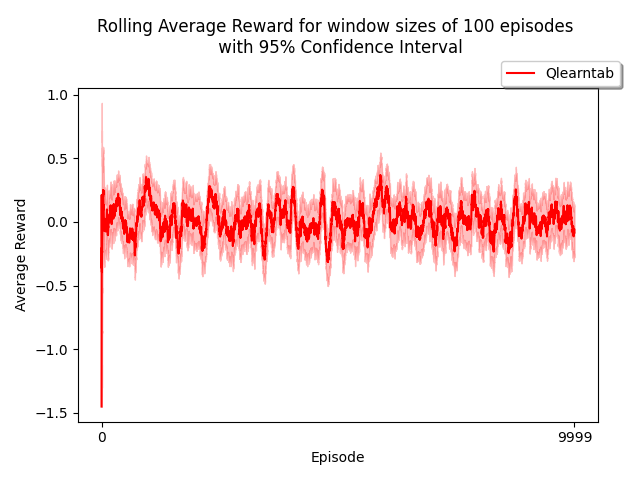 Rolling Average Reward for window sizes of 100 episodes
with 95% Confidence Interval
Qlearntab
1.0
0.5
0.0
−0.5
−1.0
−1.5
Average Reward
0
9999
Episode